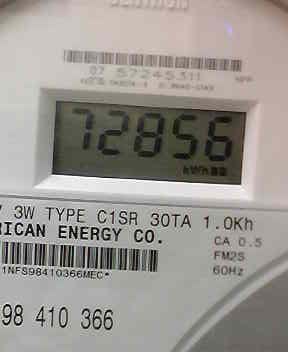 07 57245311
72856
kWh
3W TYPE C1SR 30TA 1.0Kh
RICAN ENERGY CO.
CA 0.5
FM2S
60Hz
1NFS98410366MEC*
98 410 366